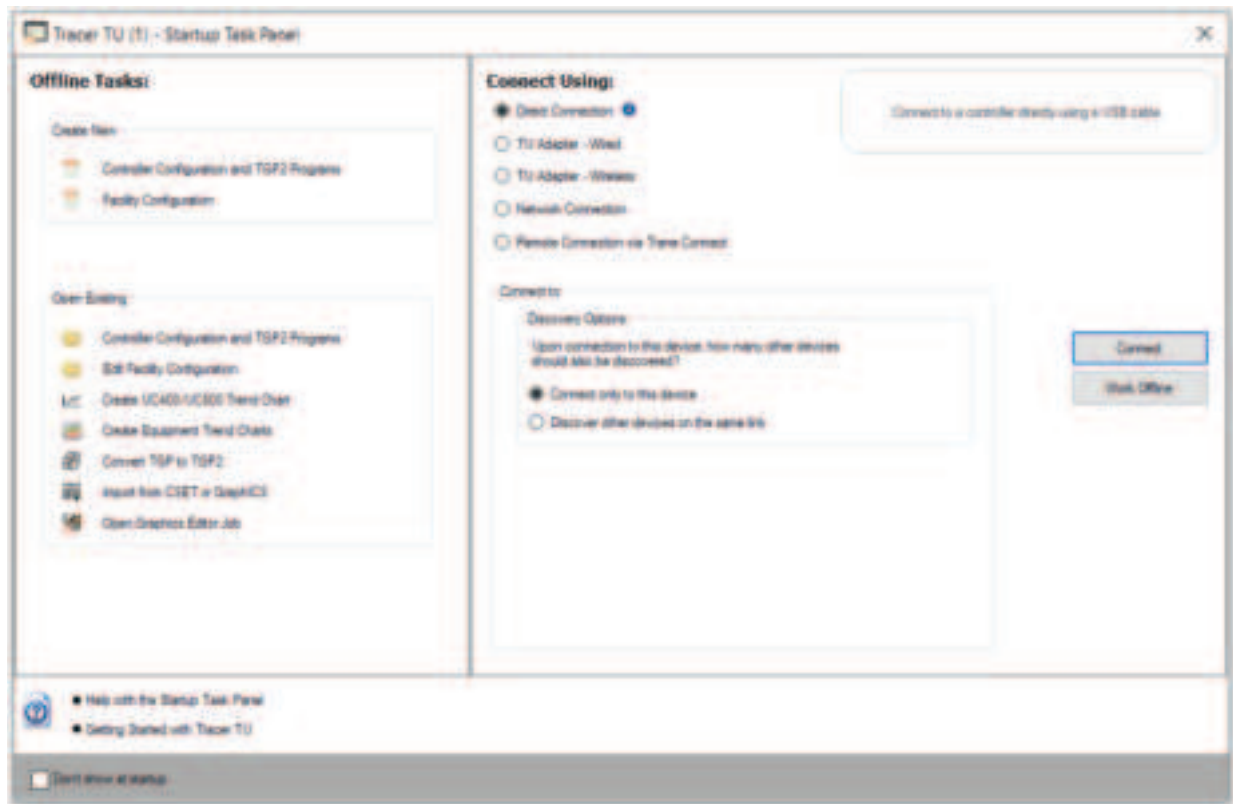 Tracer TU (1) - Startup Task Panel
Offline Tasks:
Create New
Controller Configuration and TGP2 Programs
Facility Configuration
Open Existing
Controller Configuration and TGP2 Programs
Edit Facility Configuration
Create UC400/UC600 Trend Chart
Create Equipment Trend Charts
Convert TGP to TGP2
Import from CSET or GraphICS
Open Graphics Editor Job
Connect Using:
Direct Connection
TU Adapter - Wired
TU Adapter - Wireless
Network Connection
Remote Connection via Trane Connect
Connect to a controller directly using a USB cable
Connect to
Discovery Options
Upon connection to this device, how many other devices
should also be discovered?
Connect only to this device
Discover other devices on the same link
Connect
Work Offline
Help with the Startup Task Panel
Getting Started with Tracer TU
Don't show at startup